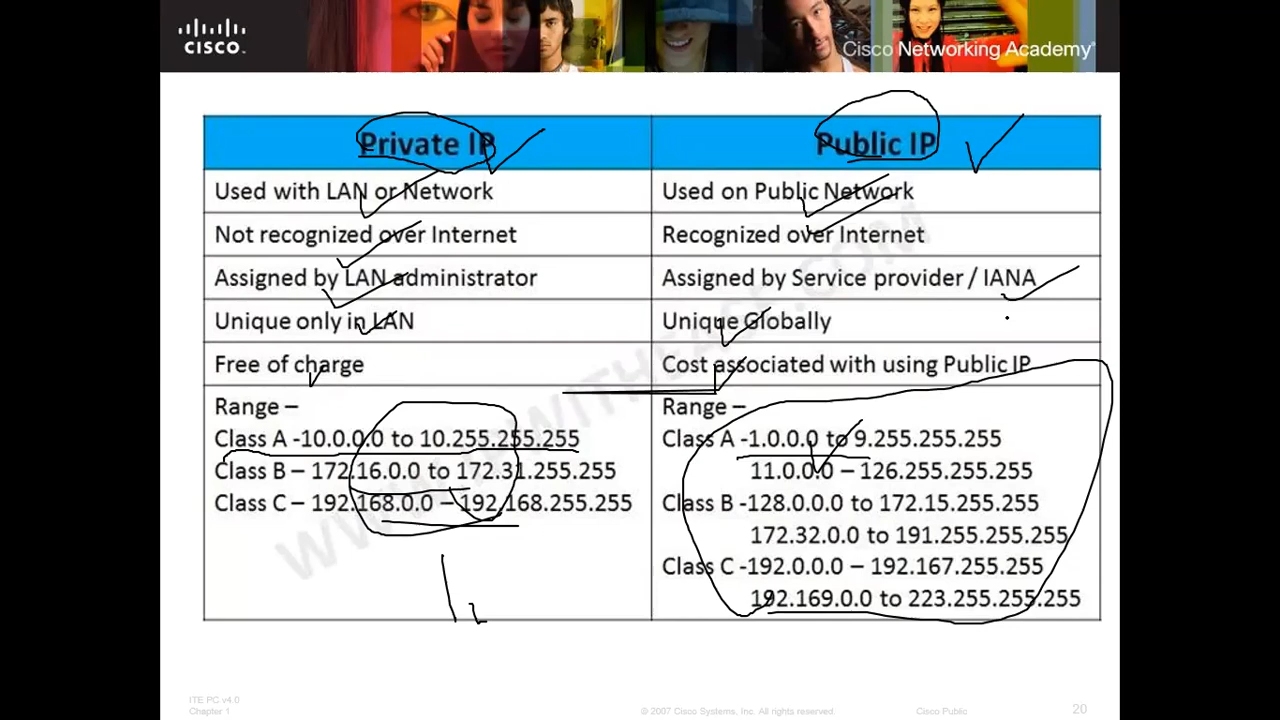 CISCO
Cisco Networking Academy
Private IP
Public IP
Used with LAN or Network
Used on Public Network
Not recognized over Internet
Recognized over Internet
Assigned by LAN administrator
Assigned by Service provider / IANA
Unique only in LAN
Unique Globally
Free of charge
Cost associated with using Public IP
Range –
Class A -10.0.0.0 to 10.255.255.255
Class B – 172.16.0.0 to 172.31.255.255
Class C – 192.168.0.0 – 192.168.255.255
Range –
Class A -1.0.0.0 to 9.255.255.255
11.0.0.0 – 126.255.255.255
Class B -128.0.0.0 to 172.15.255.255
172.32.0.0 to 191.255.255.255
Class C -192.0.0.0 – 192.167.255.255
192.169.0.0 to 223.255.255.255
ITE PC v4.0
Chapter 1
© 2007 Cisco Systems, Inc. All rights reserved
Cisco Public
20